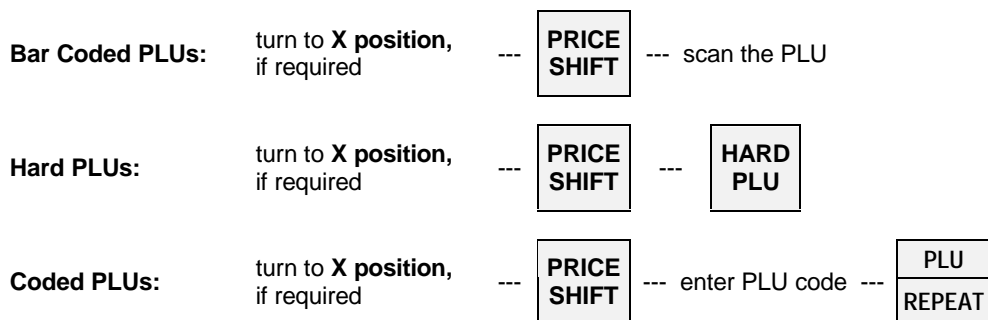 Bar Coded PLUs: turn to X position, if required --- PRICE SHIFT --- scan the PLU
Hard PLUs: turn to X position, if required --- PRICE SHIFT --- HARD PLU
Coded PLUs: turn to X position, if required --- PRICE SHIFT --- enter PLU code --- PLU REPEAT